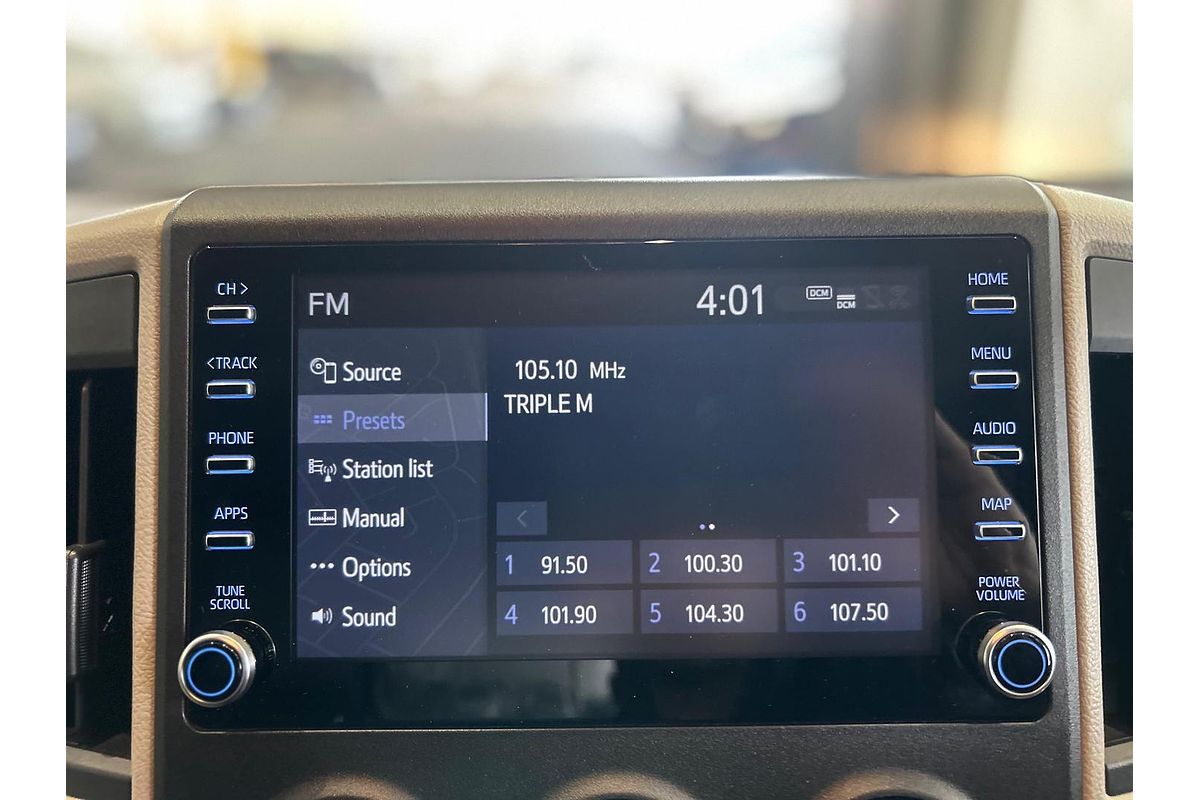 CH >
<TRACK
PHONE
APPS
TUNE
SCROLL
FM
4:01
DCM
DCM
Source
Presets
Station list
Manual
Options
Sound
105.10 MHz
TRIPLE M
< >
1 91.50
2 100.30
3 101.10
4 101.90
5 104.30
6 107.50
HOME
MENU
AUDIO
MAP
POWER
VOLUME